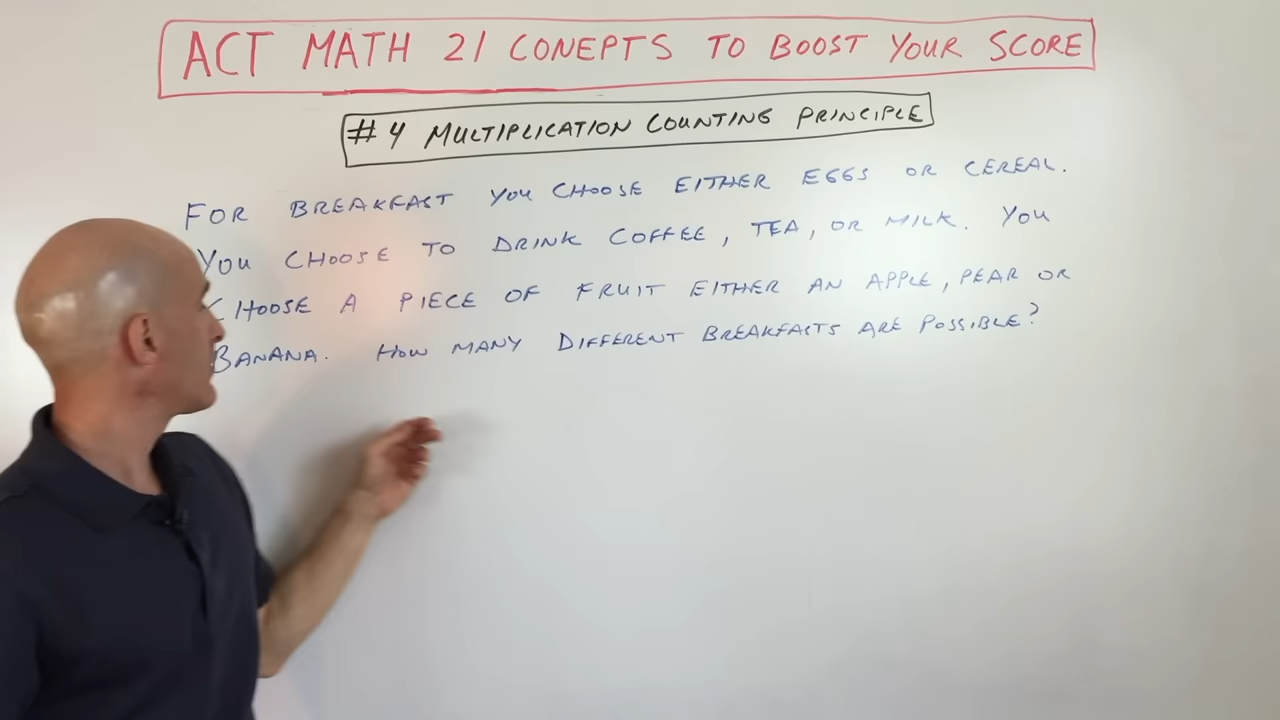 ACT MATH 21 CONEPTS TO BOOST YOUR SCORE
#4 MULTIPLICATION COUNTING PRINCIPLE
FOR BREAKFAST YOU CHOOSE EITHER EGGS OR CEREAL.
YOU CHOOSE TO DRINK COFFEE, TEA, OR MILK. YOU
CHOOSE A PIECE OF FRUIT EITHER AN APPLE, PEAR OR
BANANA. HOW MANY DIFFERENT BREAKFASTS ARE POSSIBLE?